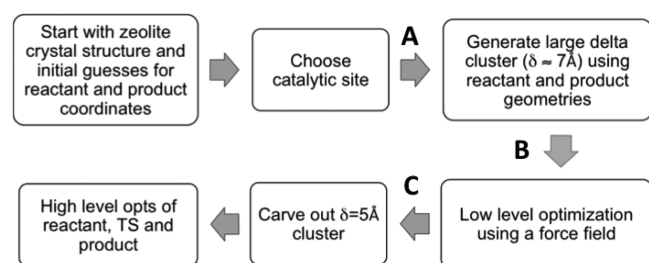 Start with zeolite
crystal structure and
initial guesses for
reactant and product
coordinates
Choose
catalytic site
A
Generate large delta
cluster (δ ≈ 7Å) using
reactant and product
geometries
B
Low level optimization
using a force field
C
Carve out δ=5Å
cluster
High level opts of
reactant, TS and
product